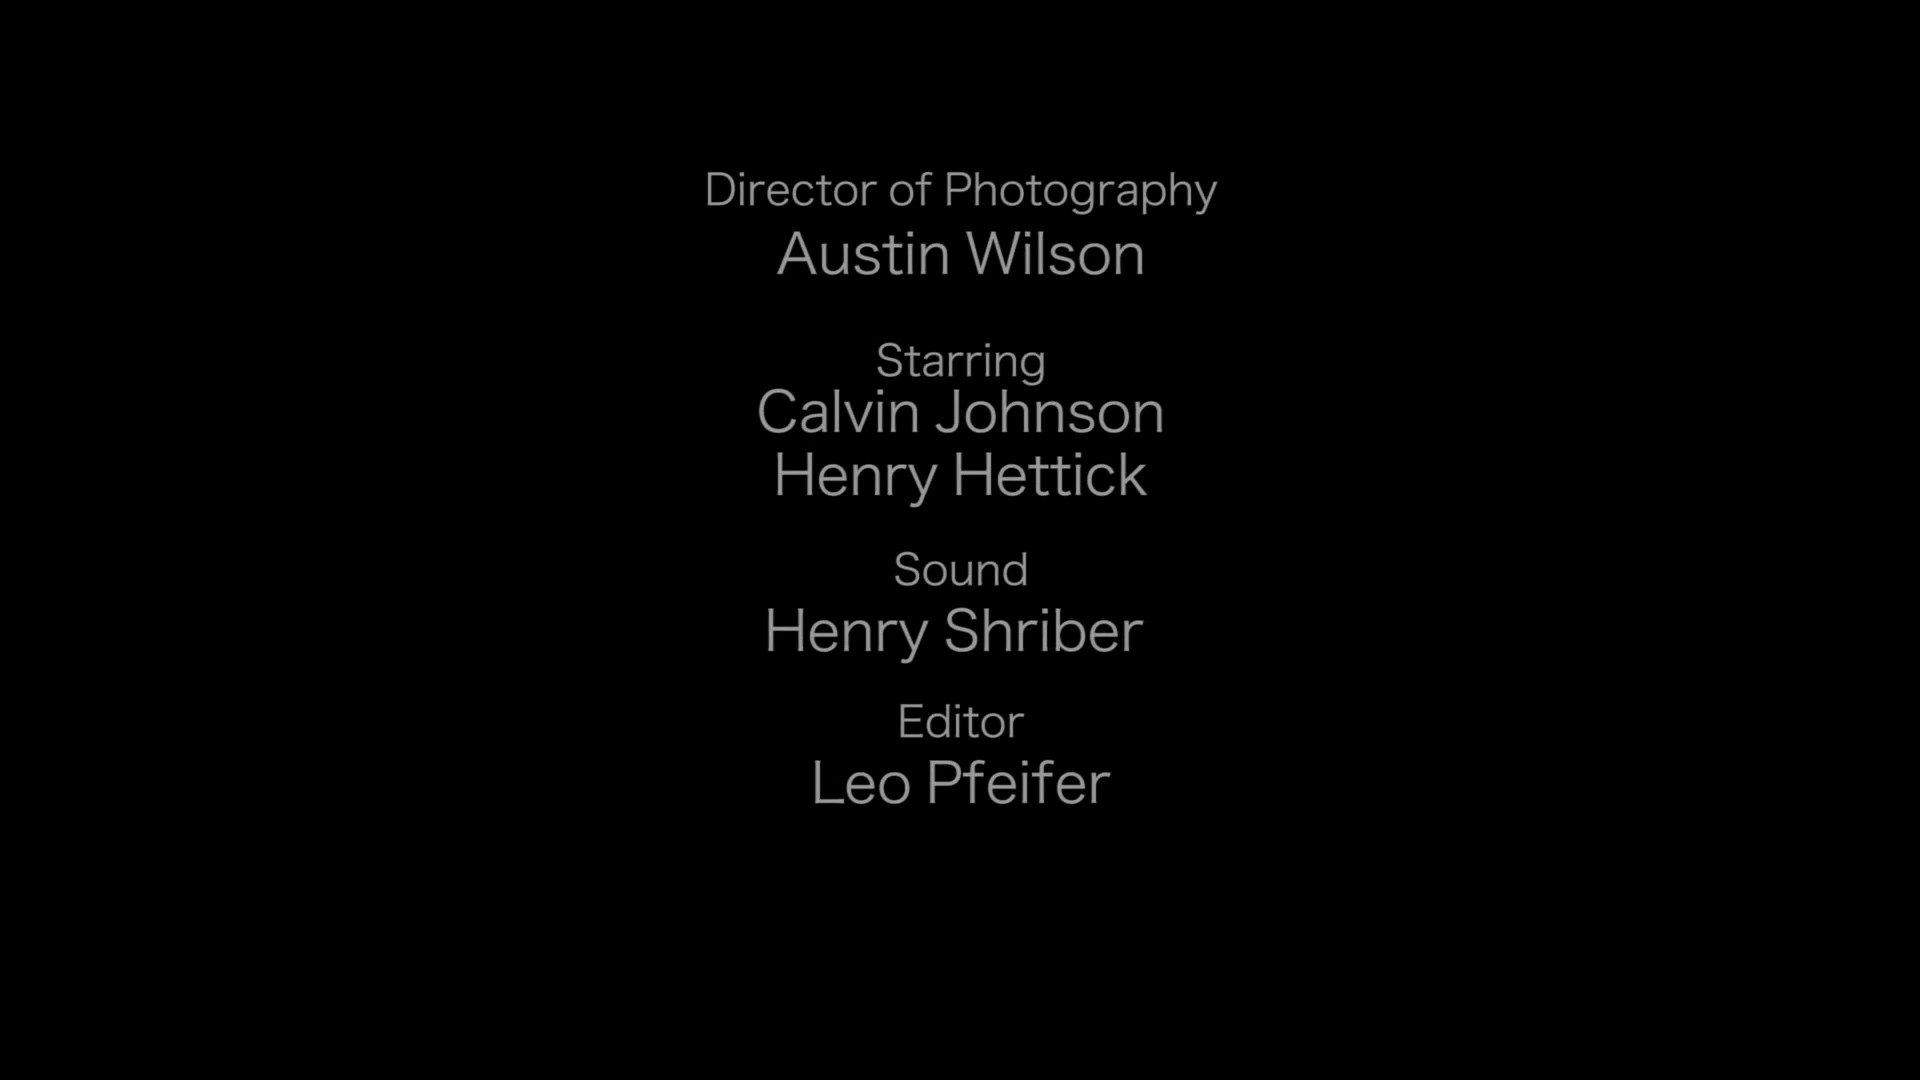 Director of Photography
Austin Wilson
Starring
Calvin Johnson
Henry Hettick
Sound
Henry Shriber
Editor
Leo Pfeifer